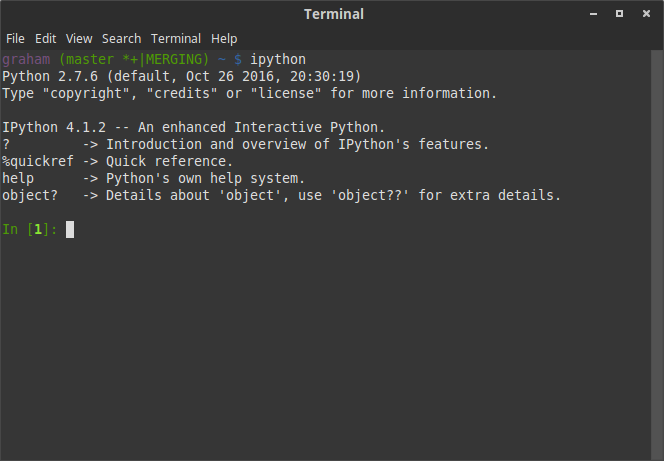 Terminal
File Edit View Search Terminal Help
graham (master *+|MERGING) ~ $ ipython
Python 2.7.6 (default, Oct 26 2016, 20:30:19)
Type "copyright", "credits" or "license" for more information.
IPython 4.1.2 -- An enhanced Interactive Python.
?         -> Introduction and overview of IPython's features.
%quickref -> Quick reference.
help      -> Python's own help system.
object?   -> Details about 'object', use 'object??' for extra details.
In [1]: